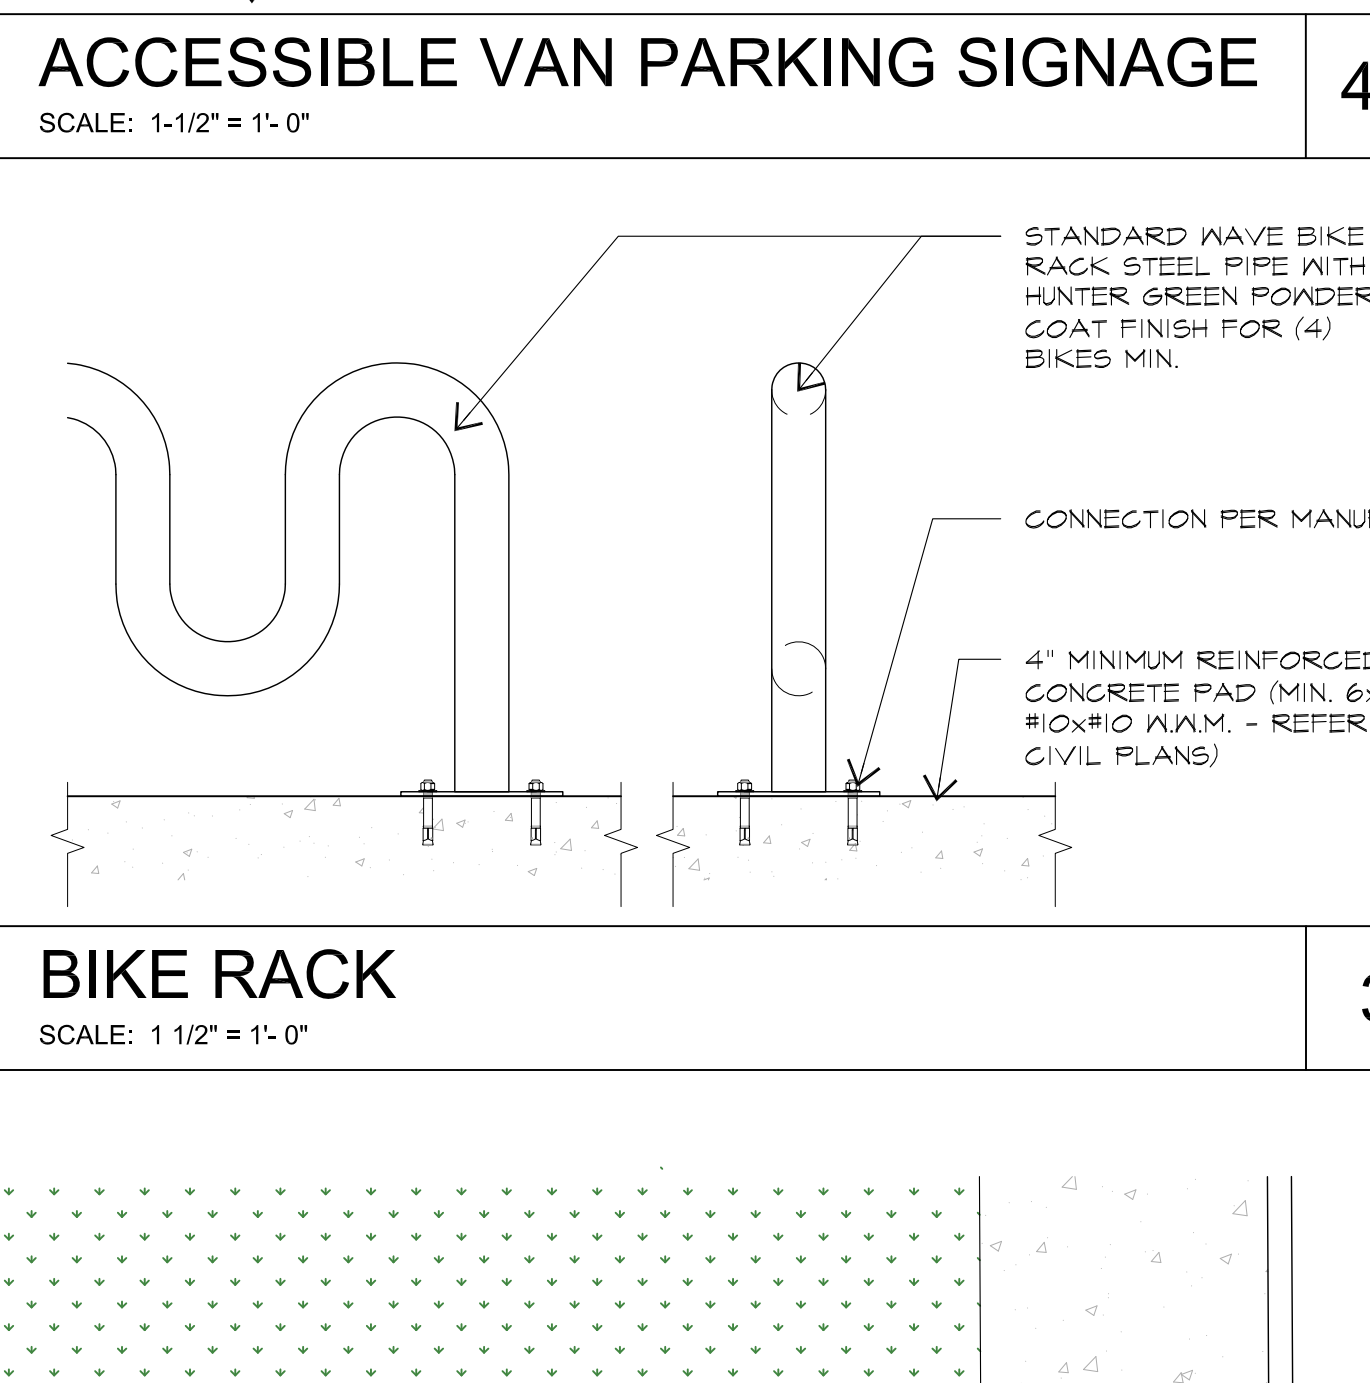 ACCESSIBLE VAN PARKING SIGNAGE
SCALE: 1-1/2" = 1'- 0"
4
STANDARD WAVE BIKE
RACK STEEL PIPE WITH
HUNTER GREEN POWDER
COAT FINISH FOR (4)
BIKES MIN.
CONNECTION PER
4" MINIMUM REINFORCED
CONCRETE PAD (MIN.
#10x#10 W.W.M. - REFER
CIVIL PLANS)
BIKE RACK
SCALE: 1 1/2" = 1'- 0"